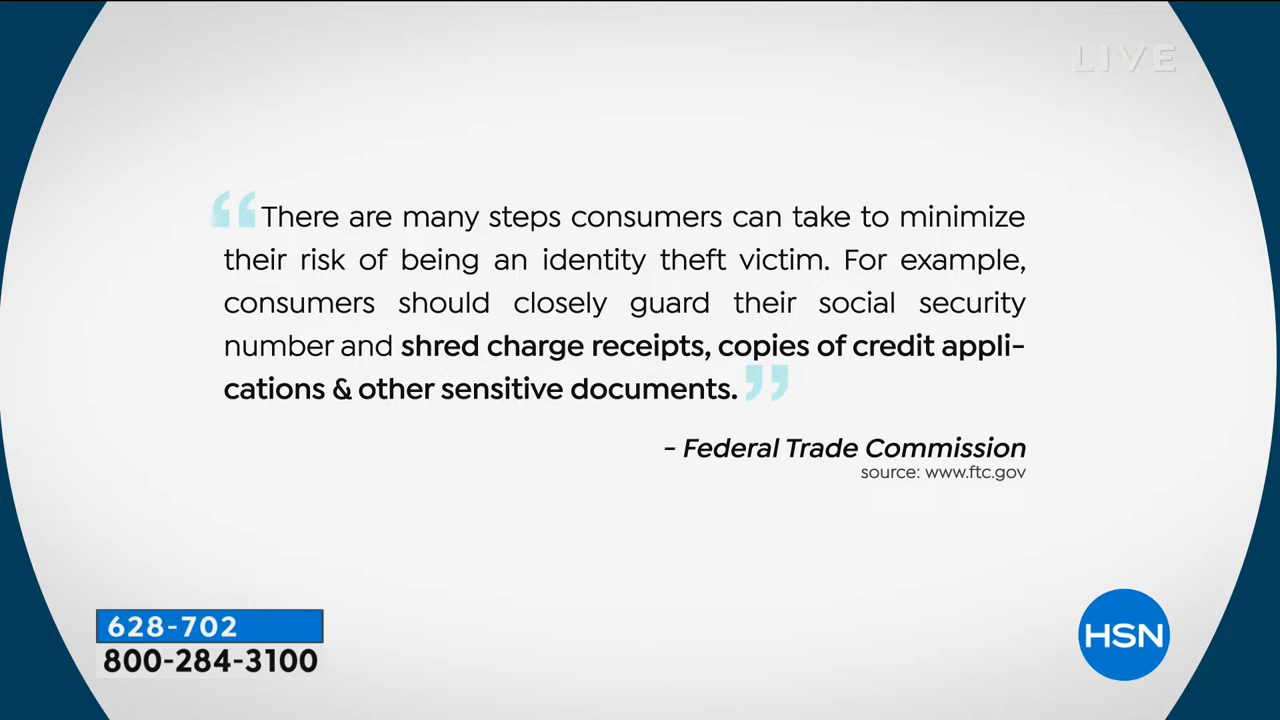 LIVE
“There are many steps consumers can take to minimize
their risk of being an identity theft victim. For example,
consumers should closely guard their social security
number and shred charge receipts, copies of credit appli-
cations & other sensitive documents.”
- Federal Trade Commission
source: www.ftc.gov
628-702
800-284-3100
HSN